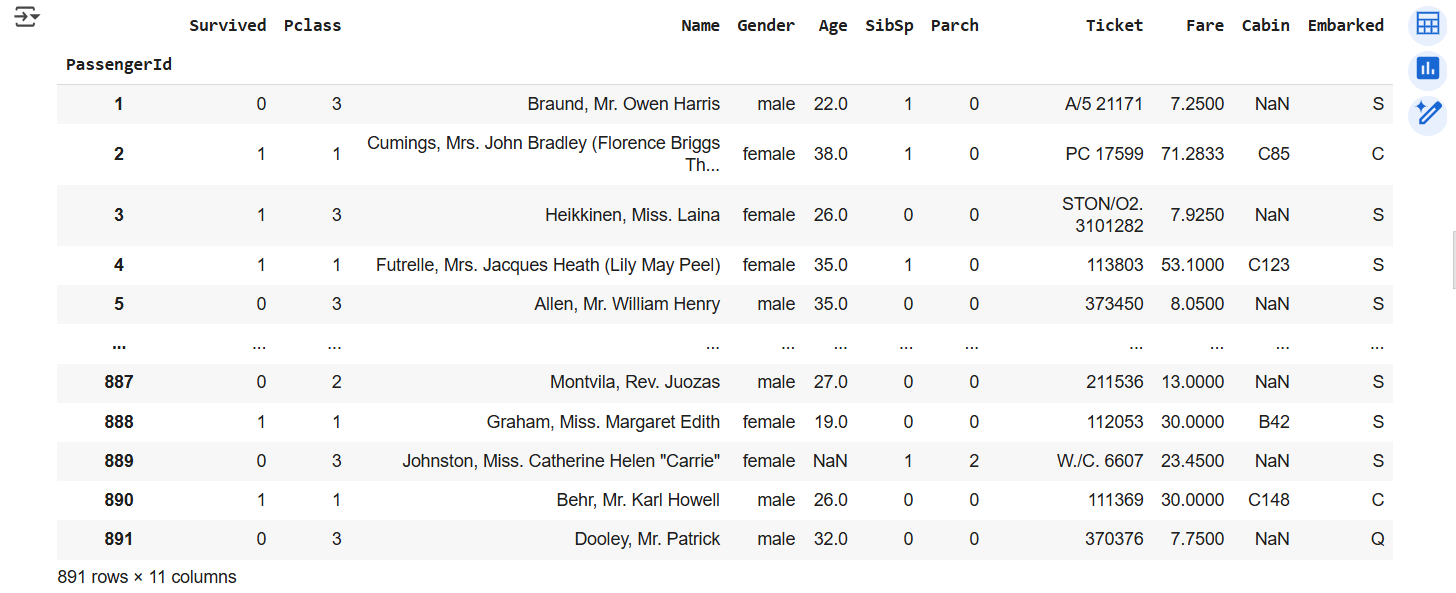 Survived Pclass Name Gender Age SibSp Parch Ticket Fare Cabin Embarked
PassengerId
1 0 3 Braund, Mr. Owen Harris male 22.0 1 0 A/5 21171 7.2500 NaN S
2 1 1 Cumings, Mrs. John Bradley (Florence Briggs
Th... female 38.0 1 0 PC 17599 71.2833 C85 C
3 1 3 Heikkinen, Miss. Laina female 26.0 0 0 STON/O2.
3101282 7.9250 NaN S
4 1 1 Futrelle, Mrs. Jacques Heath (Lily May Peel) female 35.0 1 0 113803 53.1000 C123 S
5 0 3 Allen, Mr. William Henry male 35.0 0 0 373450 8.0500 NaN S
... ... ... ... ... ... ... ... ... ... ... ...
887 0 2 Montvila, Rev. Juozas male 27.0 0 0 211536 13.0000 NaN S
888 1 1 Graham, Miss. Margaret Edith female 19.0 0 0 112053 30.0000 B42 S
889 0 3 Johnston, Miss. Catherine Helen "Carrie" female NaN 1 2 W./C. 6607 23.4500 NaN S
890 1 1 Behr, Mr. Karl Howell male 26.0 0 0 111369 30.0000 C148 C
891 0 3 Dooley, Mr. Patrick male 32.0 0 0 370376 7.7500 NaN Q
891 rows × 11 columns